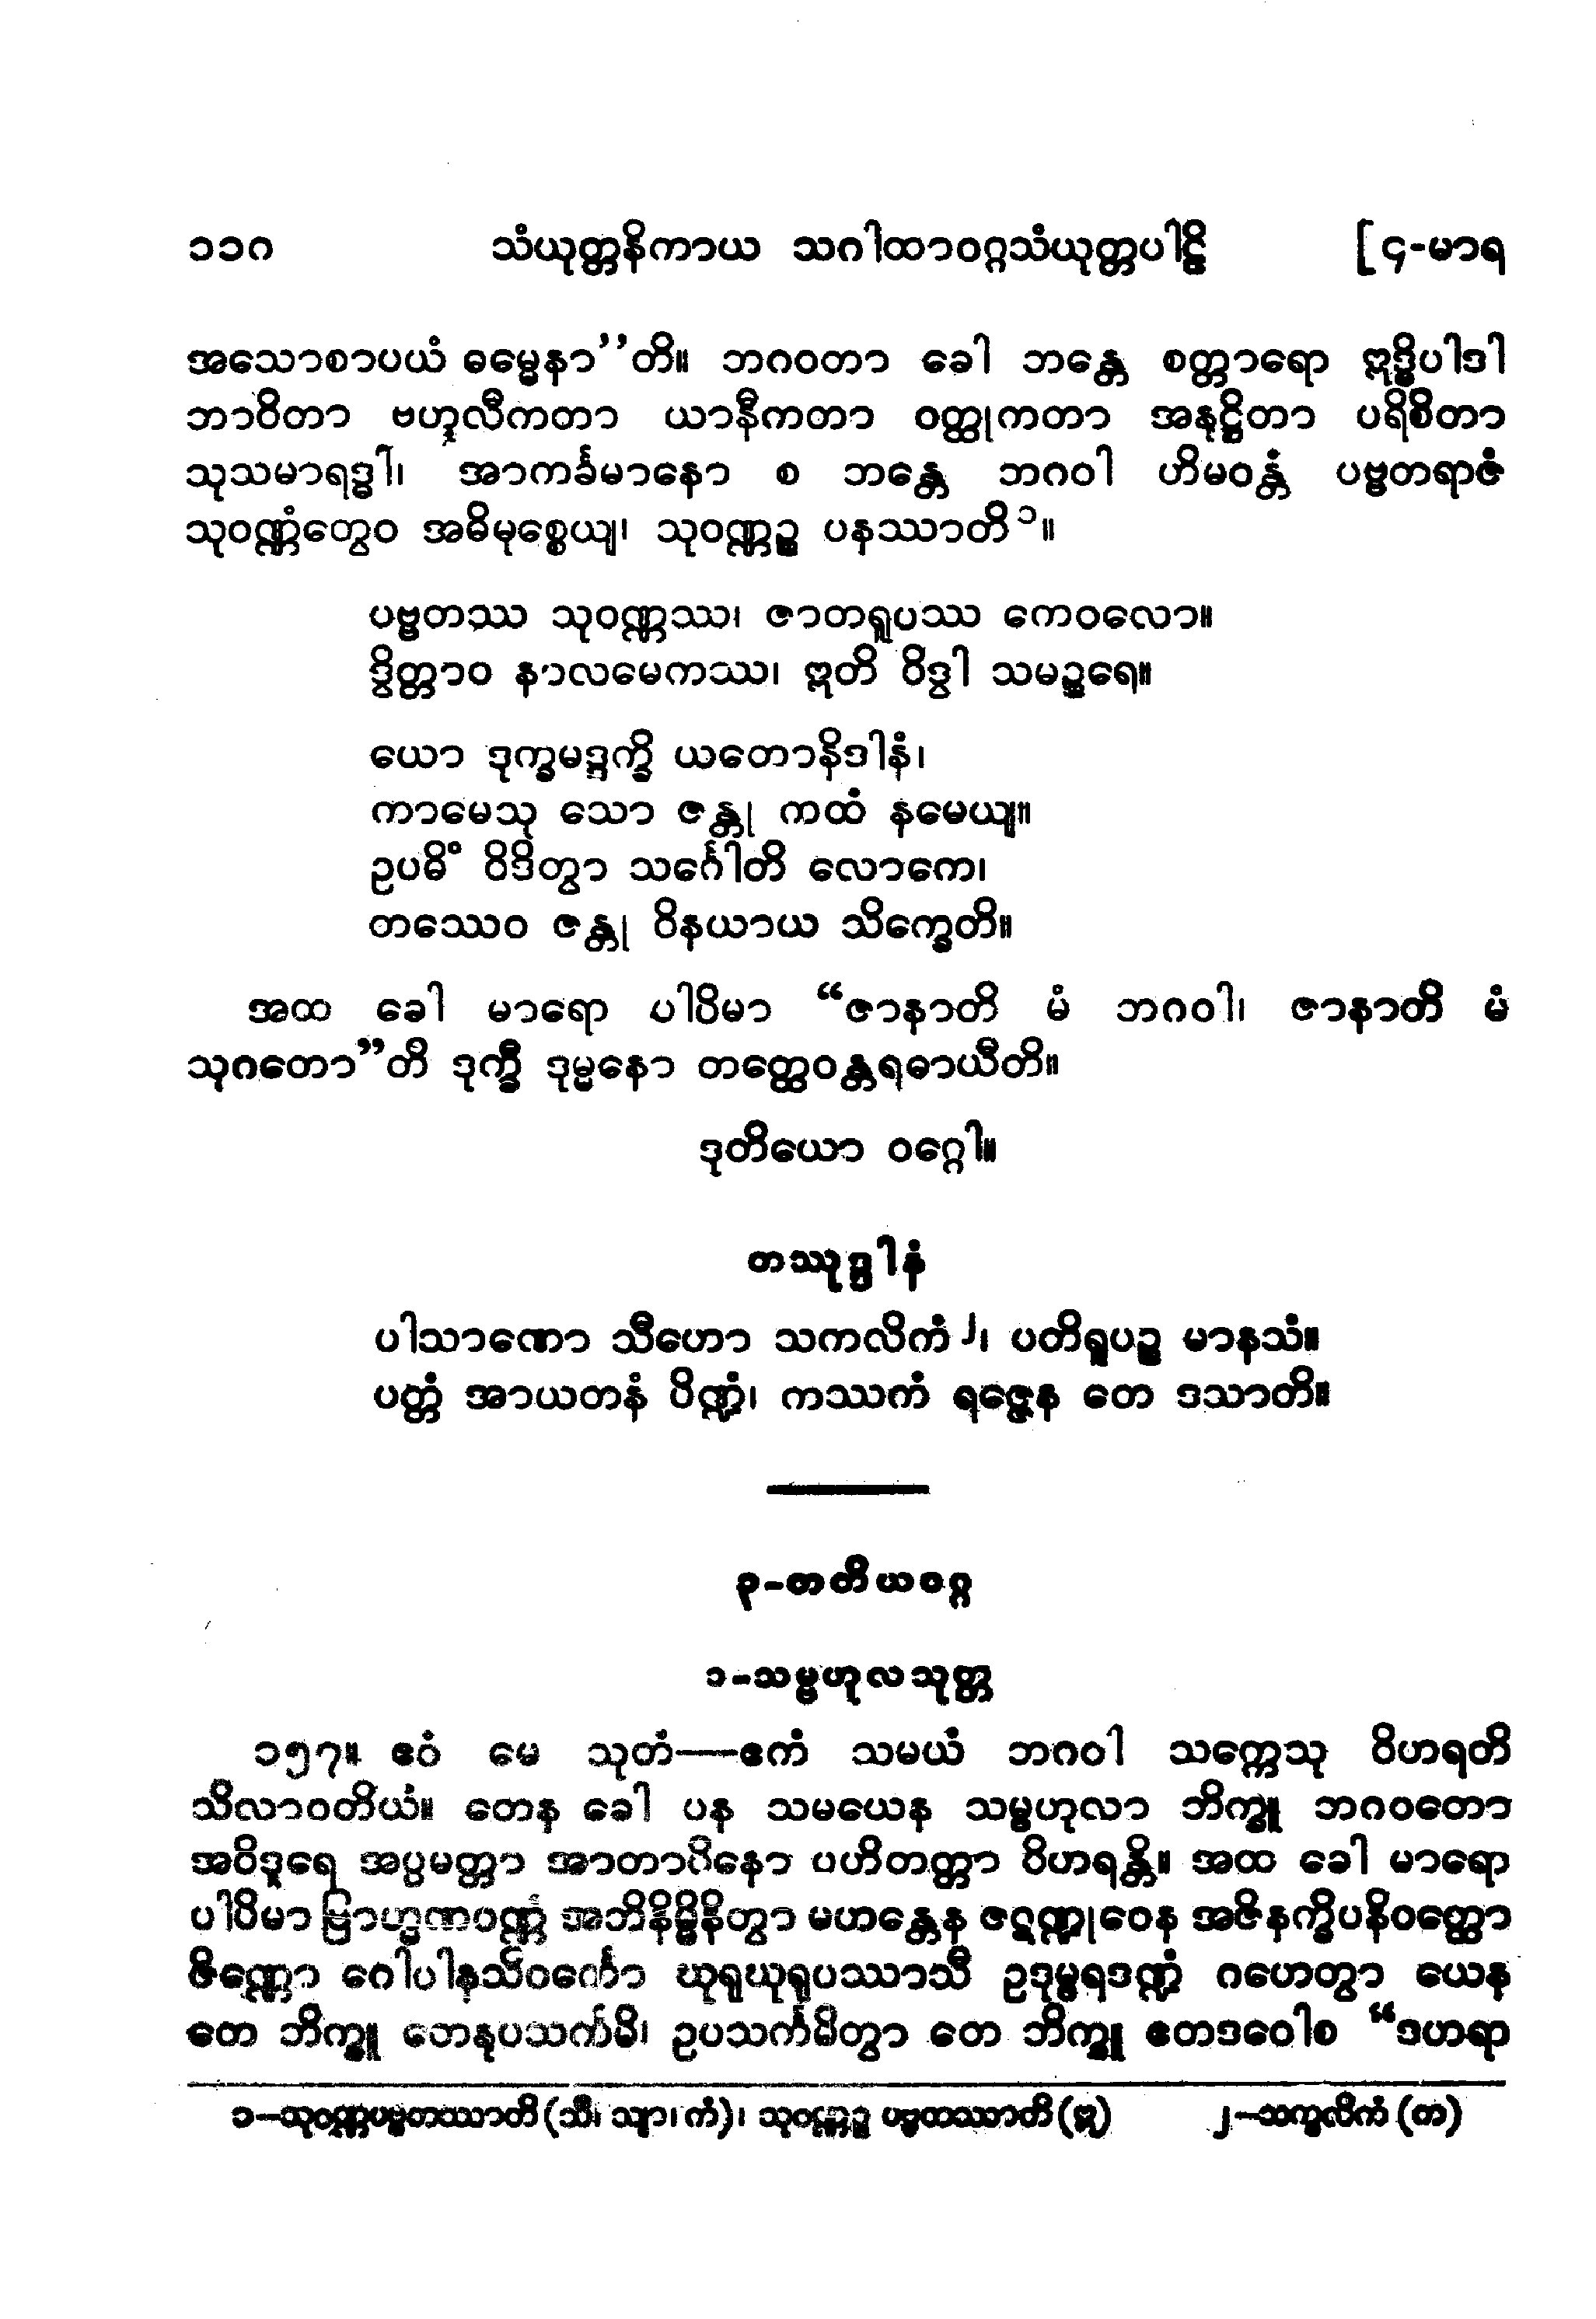 ၁၁ဂ သံယုတ္တနိကာယ သဂါထာဝဂ္ဂသံယုတ္တပါဠိ [၄-မာရ
အသောစာပယံ ဓမ္မေနာ’’တိ။ ဘဂဝတာ ခေါ ဘန္တေ စတ္တာရော ဣဒ္ဓိပါဒါ
ဘာဝိတာ ဗဟုလီကတာ ယာနီကတာ ဝတ္ထုကတာ အနုဋ္ဌိတာ ပရိစိတာ
သုသမာရဒ္ဓါ၊ အာကင်္ခမာနော စ ဘန္တေ ဘဂဝါ ဟိမဝန္တံ ပဗ္ဗတရာဇံ
သုဝဏ္ဏံတွေဝ အဓိမုစ္စေယျ၊ သုဝဏ္ဏဉ္စ ပနဿာတိ ၁။
ပဗ္ဗတဿ သုဝဏ္ဏဿ၊ ဇာတရူပဿ ကေဝလော။
ဒွိတ္တာဝ နာလမေကဿ၊ ဣတိ ဝိဒွါ သမဉ္စရေ။
ယော ဒုက္ခမဒ္ဒက္ခိ ယတောနိဒါနံ၊
ကာမေသု သော ဇန္တု ကထံ နမေယျ။
ဥပဓိံ ဝိဒိတွာ သင်္ဂေါတိ လောကေ၊
တဿေဝ ဇန္တု ဝိနယာယ သိက္ခေတိ။
အထ ခေါ မာရော ပါပိမာ “ဇာနာတိ မံ ဘဂဝါ၊ ဇာနာတိ မံ
သုဂတော”တိ ဒုက္ခီ ဒုမ္မနော တတ္ထေဝန္တရဓာယီတိ။
ဒုတိယော ဝဂ္ဂေါ။
တဿုဒ္ဒါနံ
ပါသာဏော သီဟော သကလိကံ ၂၊ ပတိရူပဉ္စ မာနသံ။
ပတ္တံ အာယတနံ ပိဏ္ဍံ၊ ကဿကံ ရဇ္ဇေန တေ ဒသာတိ။
၃-တတိယဝဂ္ဂ
၁-သမ္ဗဟုလသုတ္တ
၁၅၇။ ဧဝံ မေ သုတံ—ဧကံ သမယံ ဘဂဝါ သက္ကေသု ဝိဟရတိ
သိလာဝတိယံ။ တေန ခေါ ပန သမယေန သမ္ဗဟုလာ ဘိက္ခူ ဘဂဝတော
အဝိဒူရေ အပ္ပမတ္တာ အာတာပိနော ပဟိတတ္တာ ဝိဟရန္တိ။ အထ ခေါ မာရော
ပါပိမာ ဗြာဟ္မဏဝဏ္ဏံ အဘိနိမ္မိနိတွာ မဟန္တေန ဇဋဏ္ဍုဝေန အဇိနက္ခိပနိဝတ္ထော
ဇိဏ္ဏော ဂေါပါနသိဝင်္ကော ဃုရုဃုရုပဿာသီ ဥဒုမ္ဗရဒဏ္ဍံ ဂဟေတွာ ယေန
တေ ဘိက္ခူ တေနုပသင်္ကမိ၊ ဥပသင်္ကမိတွာ တေ ဘိက္ခူ ဧတဒဝေါစ “ဒဟရာ
၁—သုဝဏ္ဏပဗ္ဗတဿာတိ (သီ၊ သျာ၊ ကံ)၊ သုဝဏ္ဏဉ္စ ပဗ္ဗတဿာတိ (ဣ) ၂—သက္ခလိကံ (က)